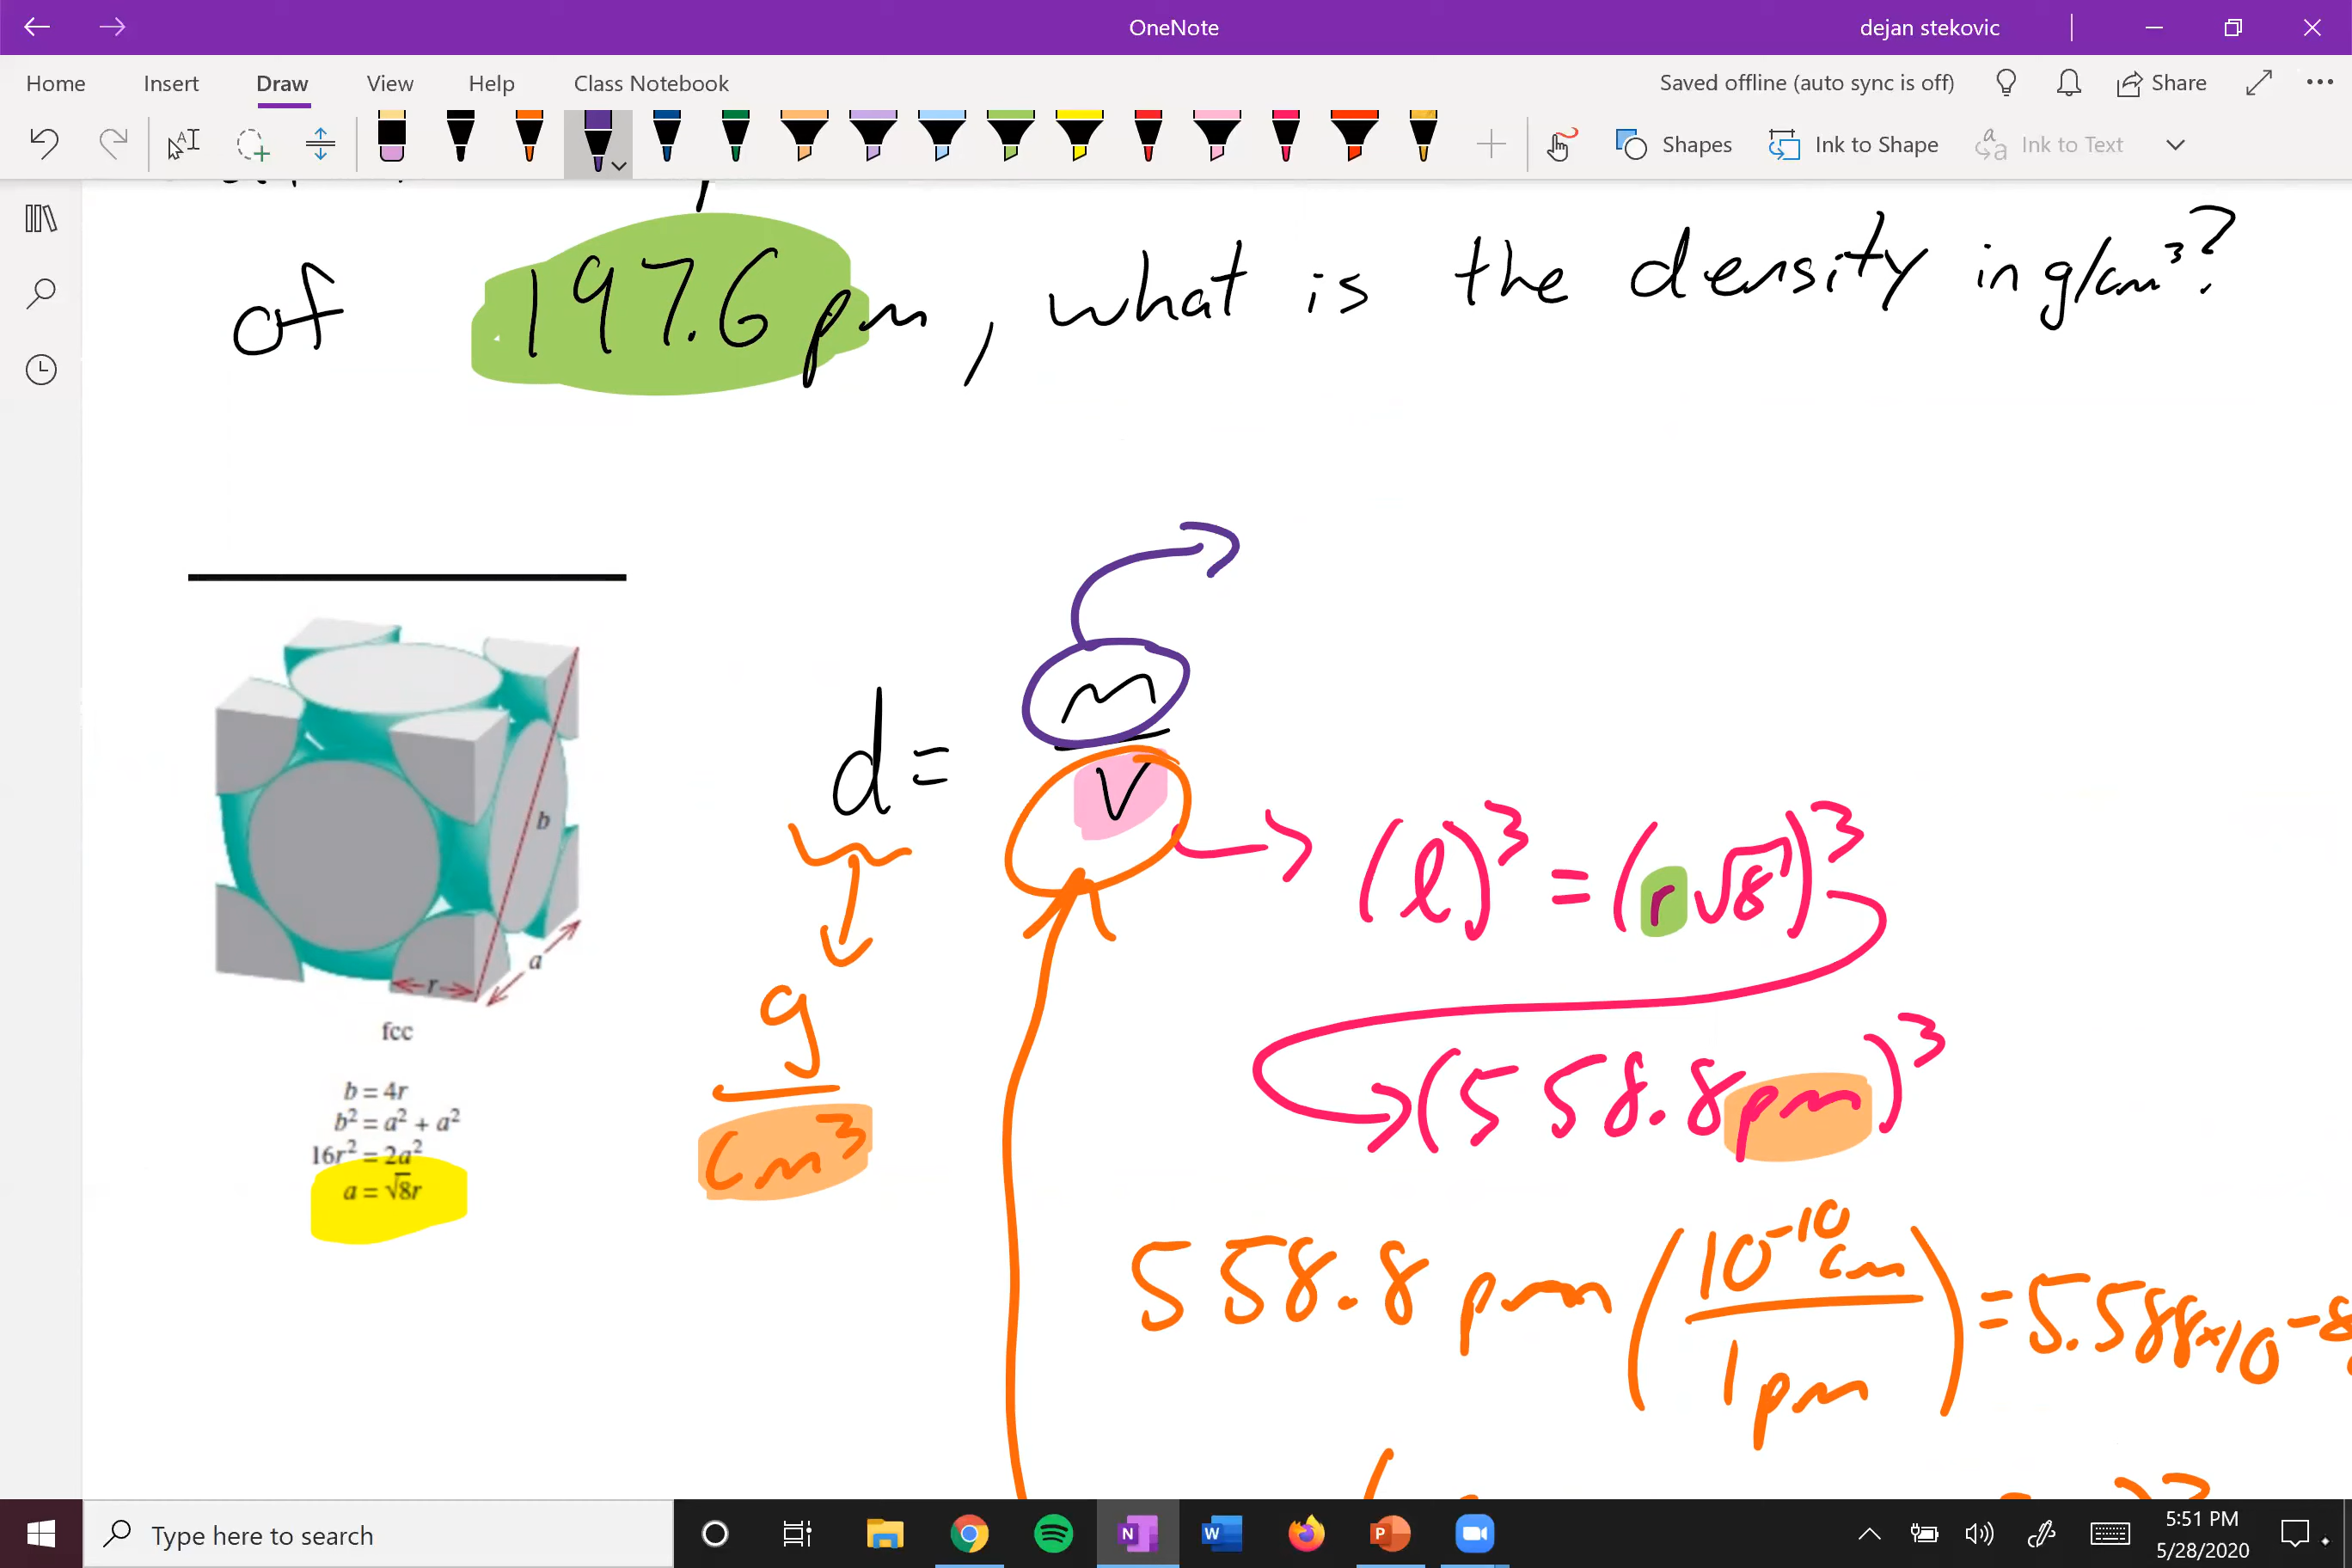 OneNote
dejan stekovic
Home Insert Draw View Help Class Notebook
Saved offline (auto sync is off) Share
Shapes Ink to Shape Ink to Text
of 197.6 pm, what is the density in g/cm³?
d = m
V
(l)³ = (r√8)³
b
a
r
fcc
g
cm³
(558.8pm)³
b = 4r
b² = a² + a²
16r² = 2a²
a = √8r
558.8 pm (10⁻¹⁰ cm / 1 pm) = 5.588×10⁻⁸
Type here to search
5:51 PM
5/28/2020